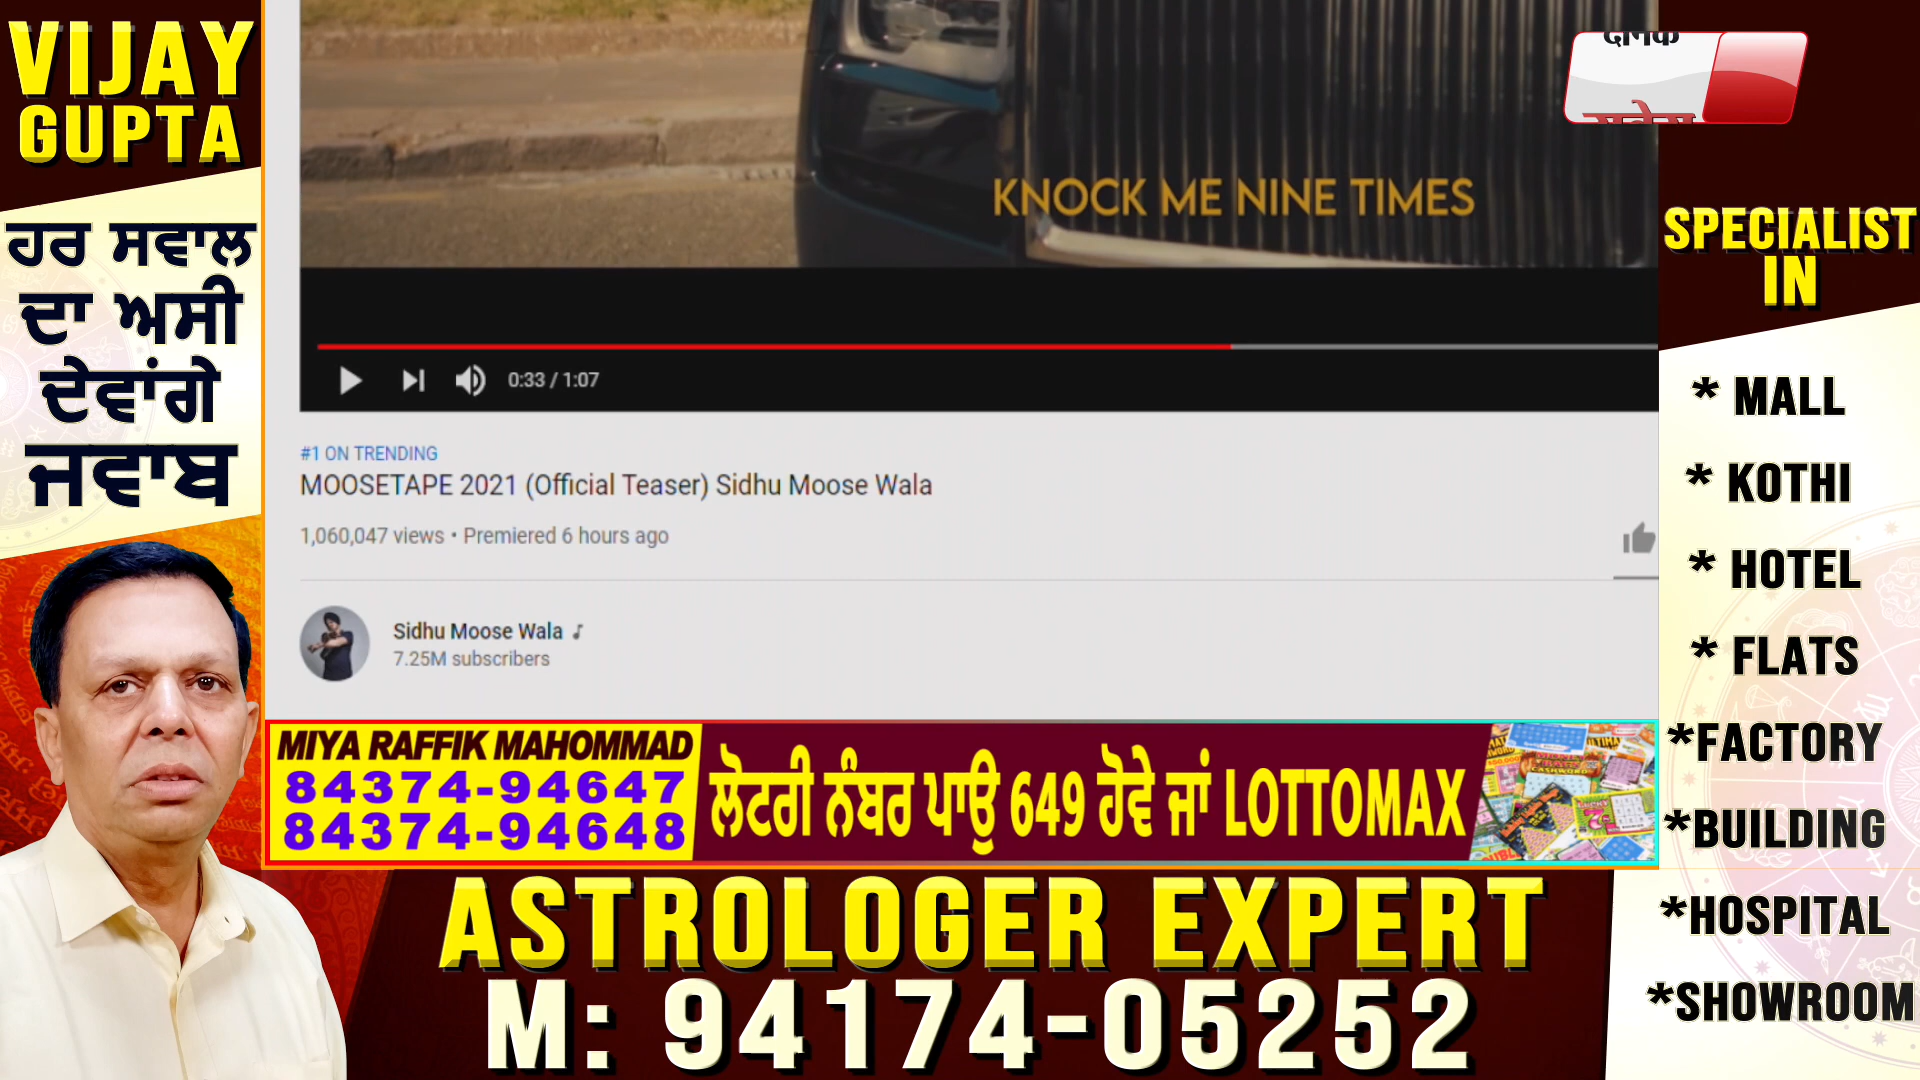 VIJAY
GUPTA
ਹਰ ਸਵਾਲ
ਦਾ ਅਸੀ
ਦੇਵਾਂਗੇ
ਜਵਾਬ
KNOCK ME NINE TIMES
0:33 / 1:07
#1 ON TRENDING
MOOSETAPE 2021 (Official Teaser) Sidhu Moose Wala
1,060,047 views • Premiered 6 hours ago
Sidhu Moose Wala
7.25M subscribers
SPECIALIST
IN
* MALL
* KOTHI
* HOTEL
* FLATS
*FACTORY
*BUILDING
*HOSPITAL
*SHOWROOM
MIYA RAFFIK MAHOMMAD
84374-94647
84374-94648
ਲੋਟਰੀ ਨੰਬਰ ਪਾਉ 649 ਹੋਵੇ ਜਾਂ LOTTOMAX
ASTROLOGER EXPERT
M: 94174-05252